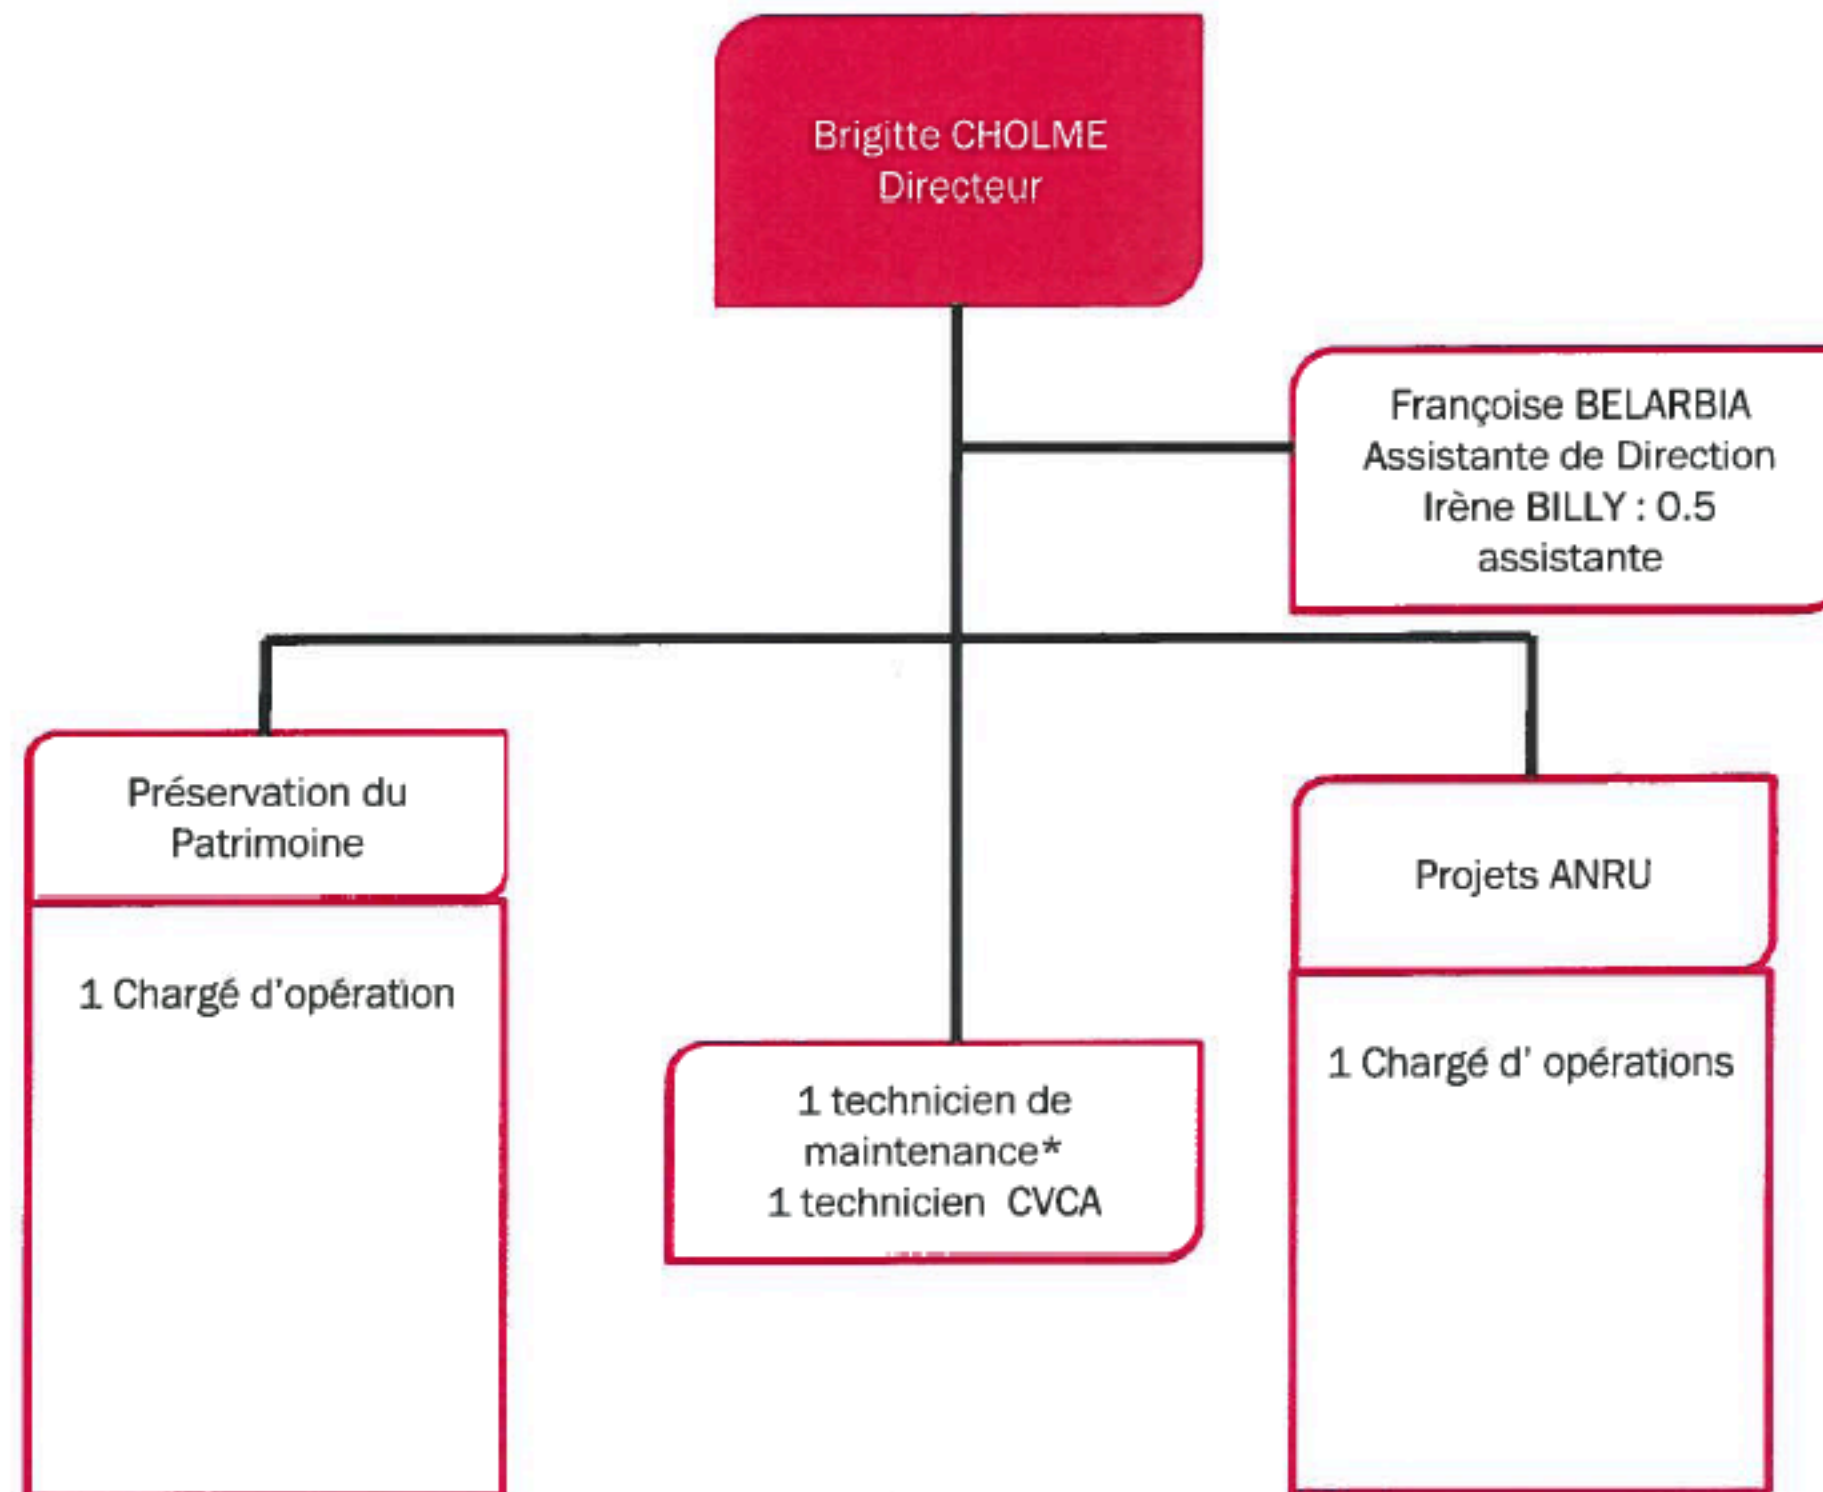 Brigitte CHOLME
Directeur
Françoise BELARBIA
Assistante de Direction
Irène BILLY : 0.5
assistante
Préservation du
Patrimoine
1 Chargé d'opération
1 technicien de
maintenance*
1 technicien CVCA
Projets ANRU
1 Chargé d' opérations